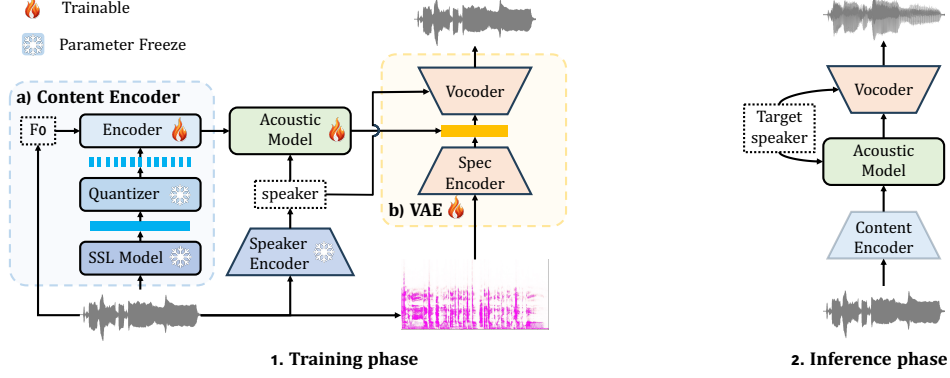 Trainable
Parameter Freeze
a) Content Encoder
F0
Encoder
Quantizer
SSL Model
Acoustic
Model
speaker
Speaker
Encoder
Vocoder
Spec
Encoder
b) VAE
1. Training phase
Vocoder
Target
speaker
Acoustic
Model
Content
Encoder
2. Inference phase